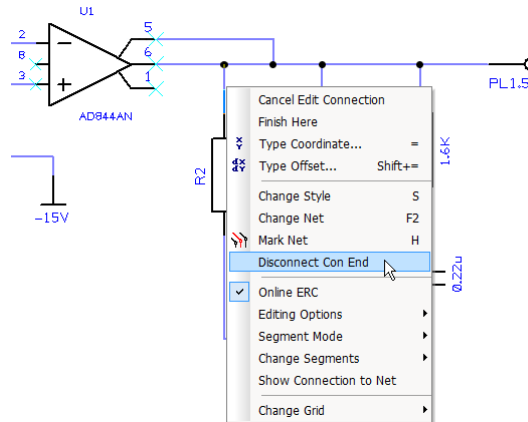 U1
5
2
6
8
3
1
AD844AN
PL1.5
Cancel Edit Connection
Finish Here
Type Coordinate... =
Type Offset... Shift+=
1.6K
R2
Change Style S
Change Net F2
-15V
Mark Net H
Disconnect Con End
0.22u
Online ERC
Editing Options
Segment Mode
Change Segments
Show Connection to Net
Change Grid